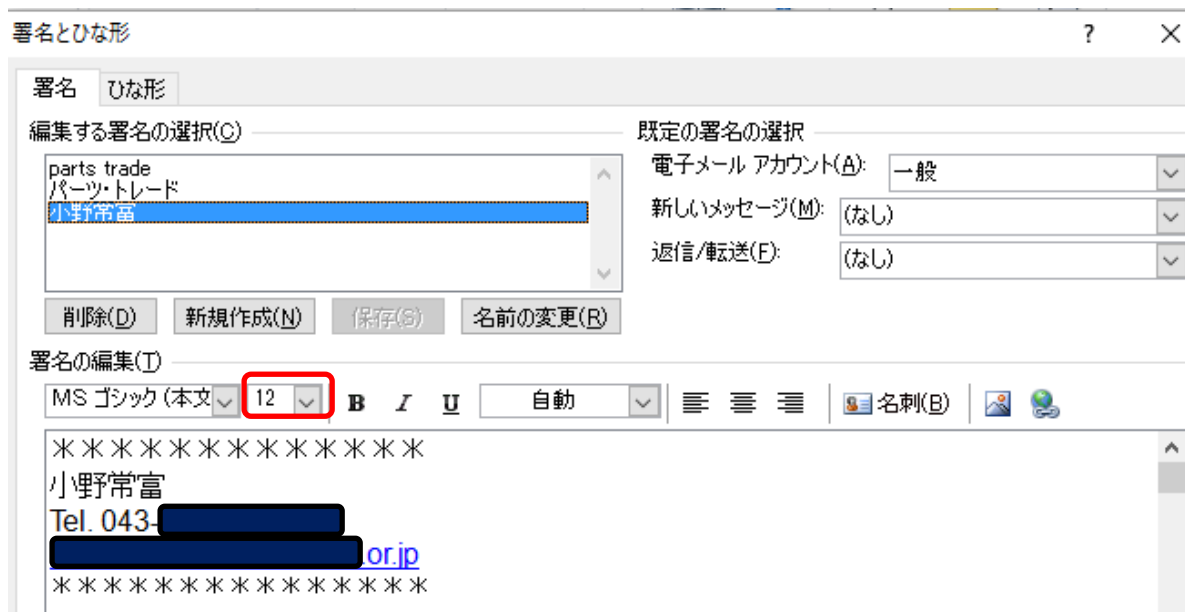 署名とひな形
署名 ひな形
編集する署名の選択(C)
parts trade
パーツ・トレード
小野常富
削除(D) 新規作成(N) 保存(S) 名前の変更(R)
既定の署名の選択
電子メール アカウント(A): 一般
新しいメッセージ(M): (なし)
返信/転送(F): (なし)
署名の編集(T)
MS ゴシック (本文 12 B I U 自動 名刺(B)
*************
小野常富
Tel. 043-
.or.jp
***************